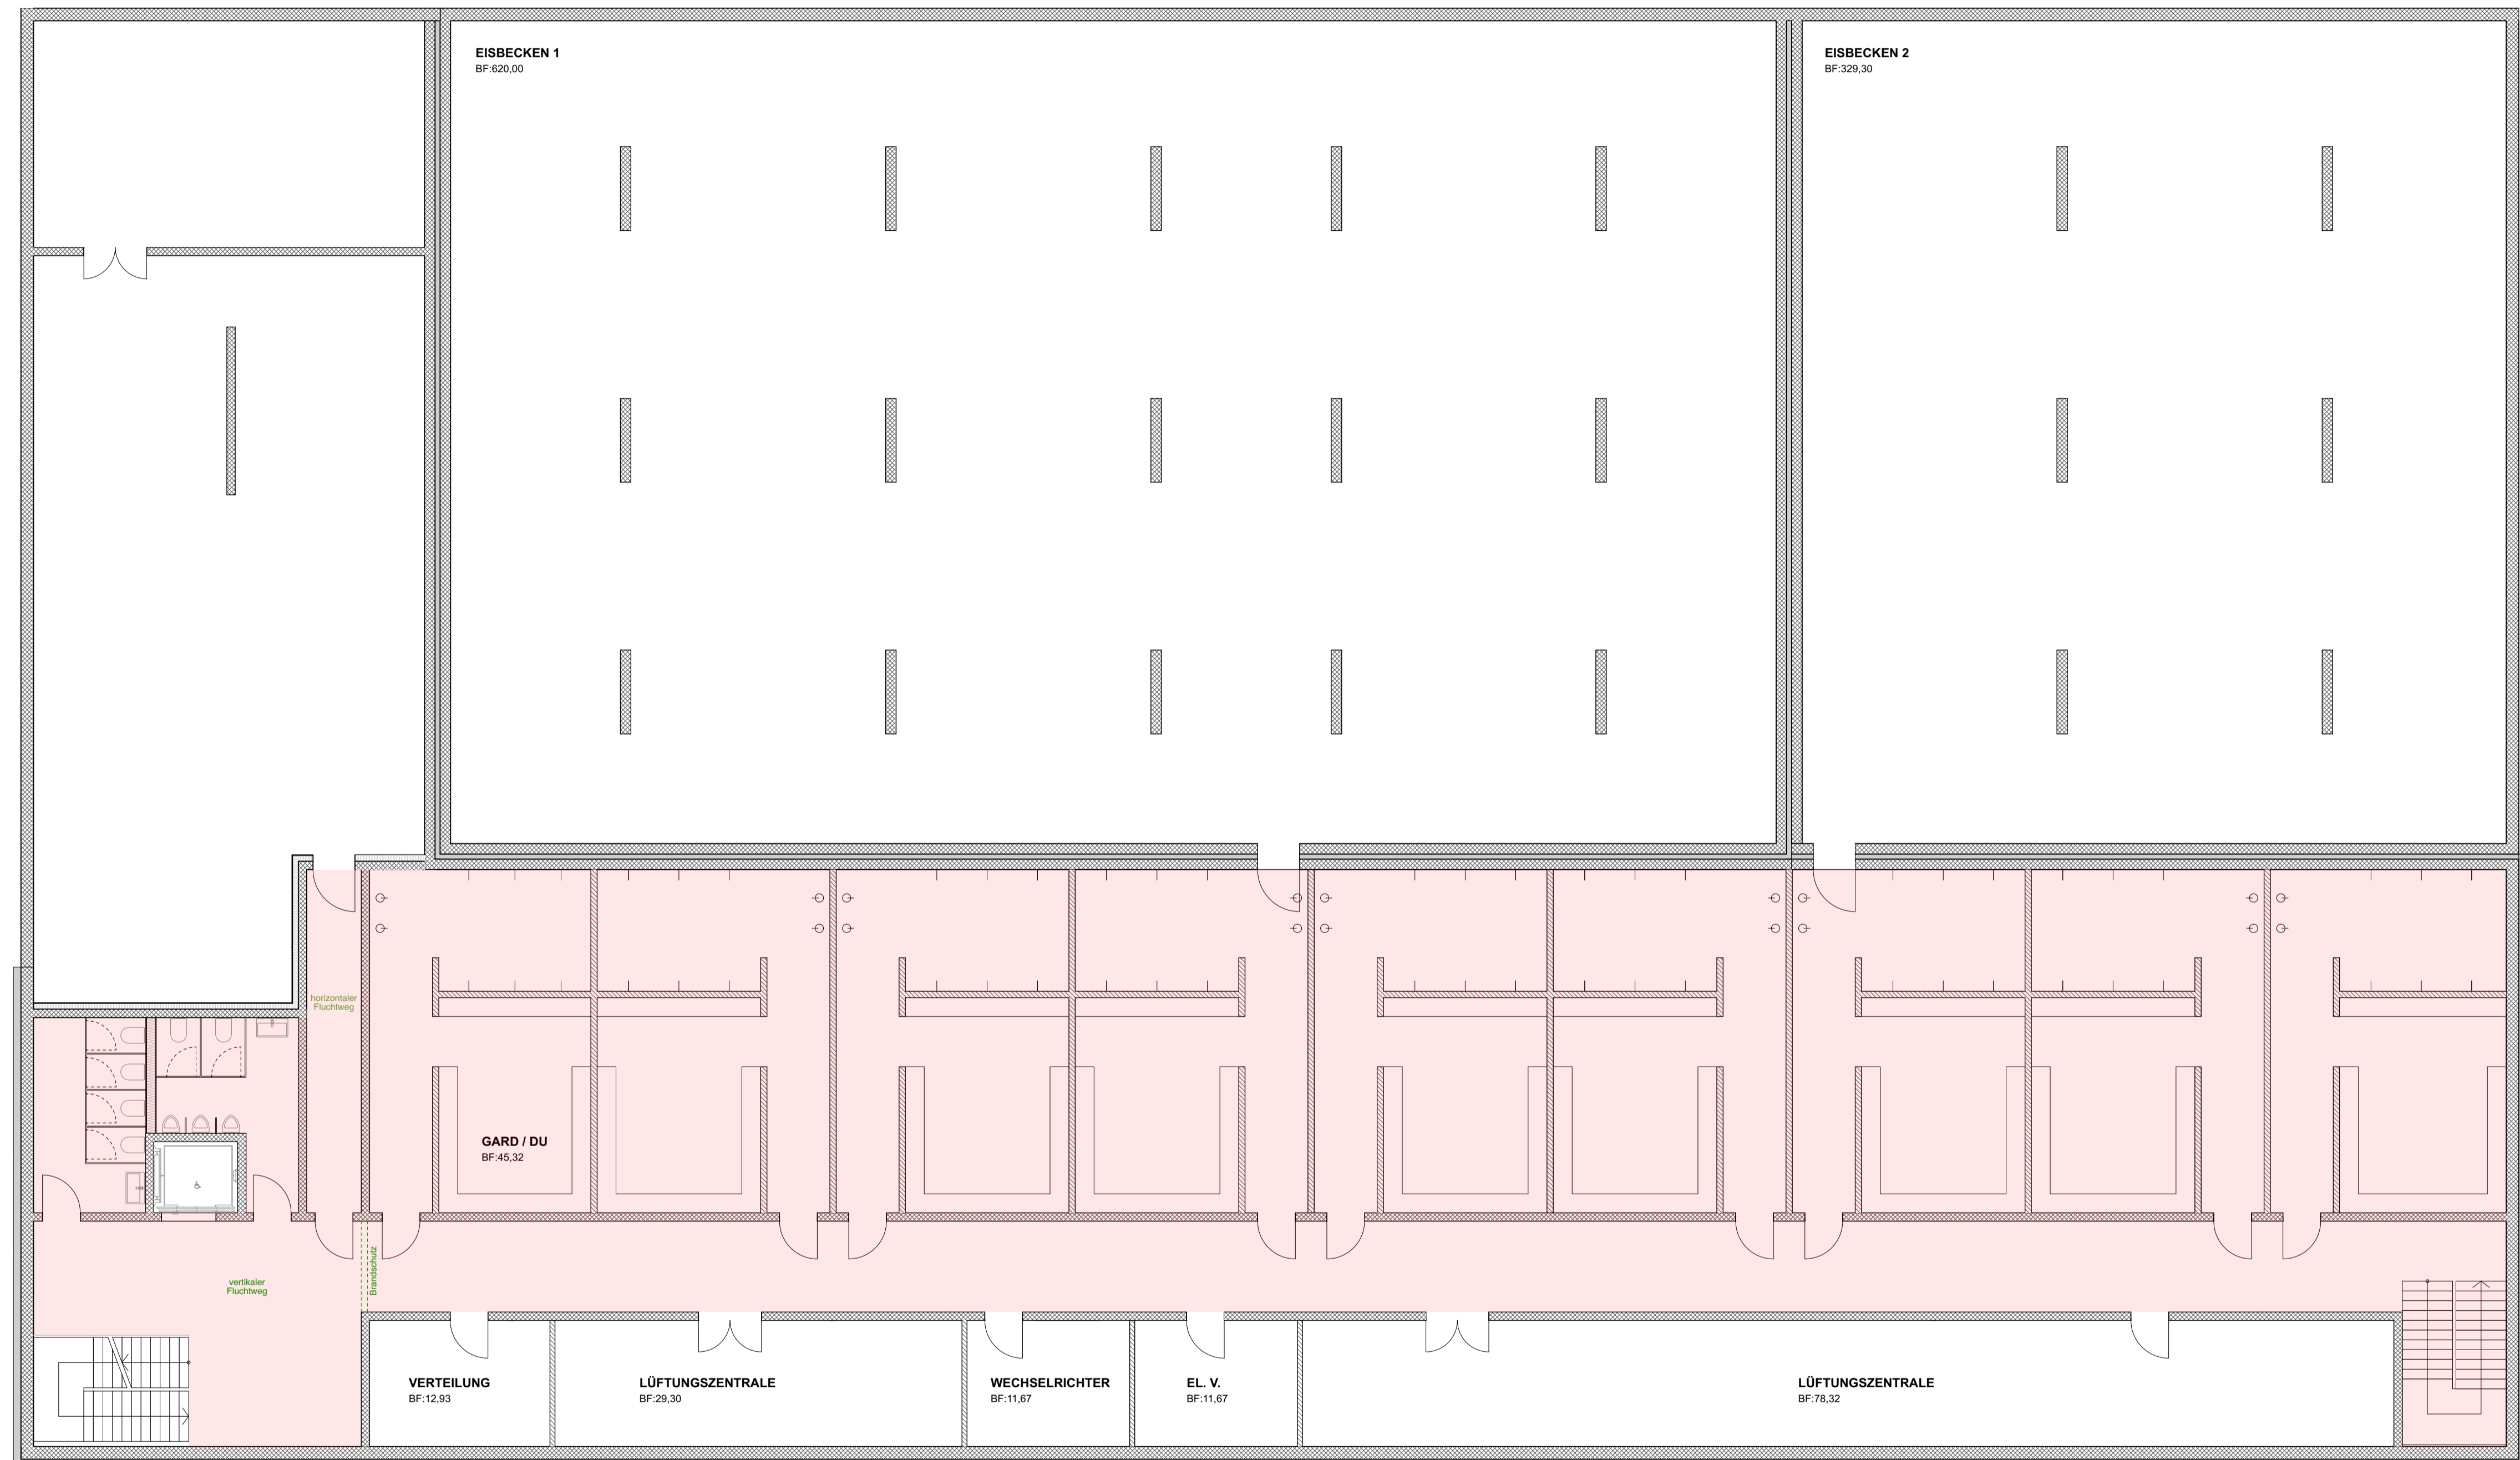 EISBECKEN 1
BF:620,00
EISBECKEN 2
BF:329,30
horizontaler
Fluchtweg
GARD / DU
BF:45,32
vertikaler
Fluchtweg
Brandschutz
VERTEILUNG
BF:12,93
LÜFTUNGSZENTRALE
BF:29,30
WECHSELRICHTER
BF:11,67
EL. V.
BF:11,67
LÜFTUNGSZENTRALE
BF:78,32